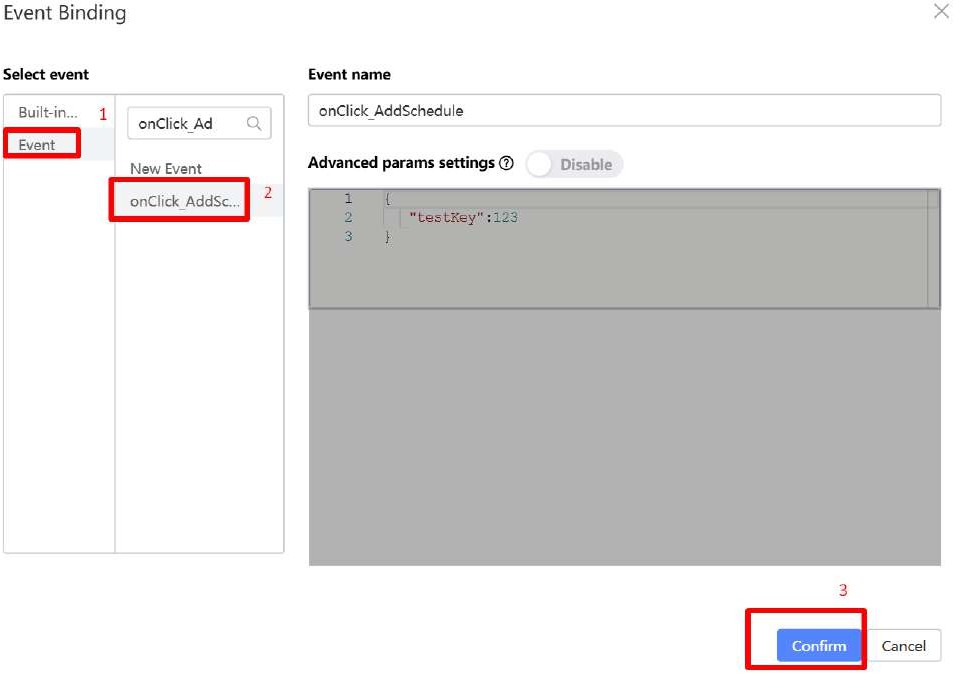 Event Binding
Select event
Built-in...
1
Event
onClick_Ad
New Event
onClick_AddSc...
2
Event name
onClick_AddSchedule
Advanced params settings ? Disable
1 {
2 "testKey":123
3 }
3
Confirm
Cancel